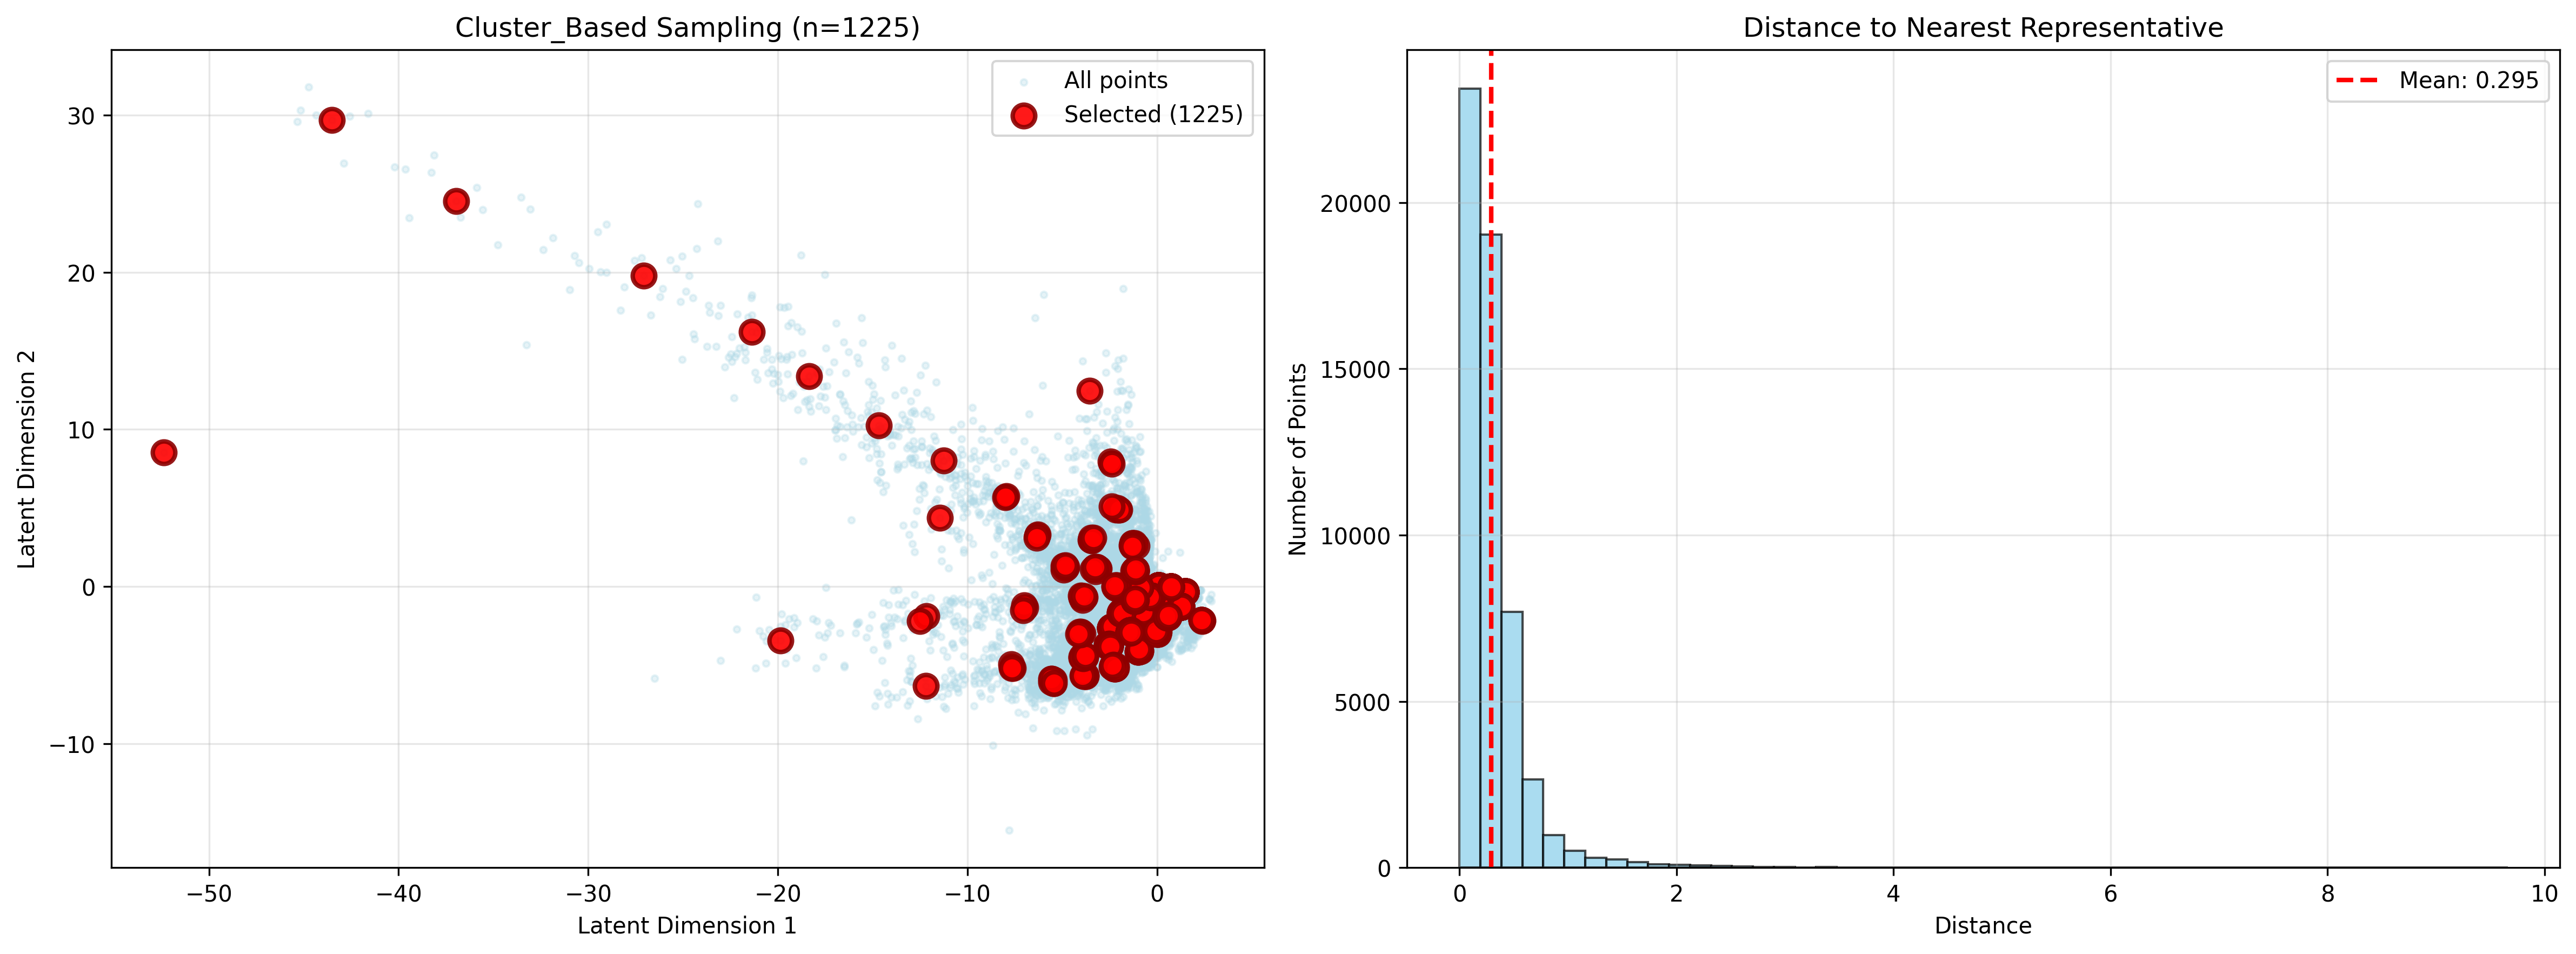 Cluster_Based Sampling (n=1225)
All points
Selected (1225)
30
20
10
0
−10
Latent Dimension 2
−50
−40
−30
−20
−10
0
Latent Dimension 1
Distance to Nearest Representative
Mean: 0.295
20000
15000
10000
5000
0
Number of Points
0
2
4
6
8
10
Distance